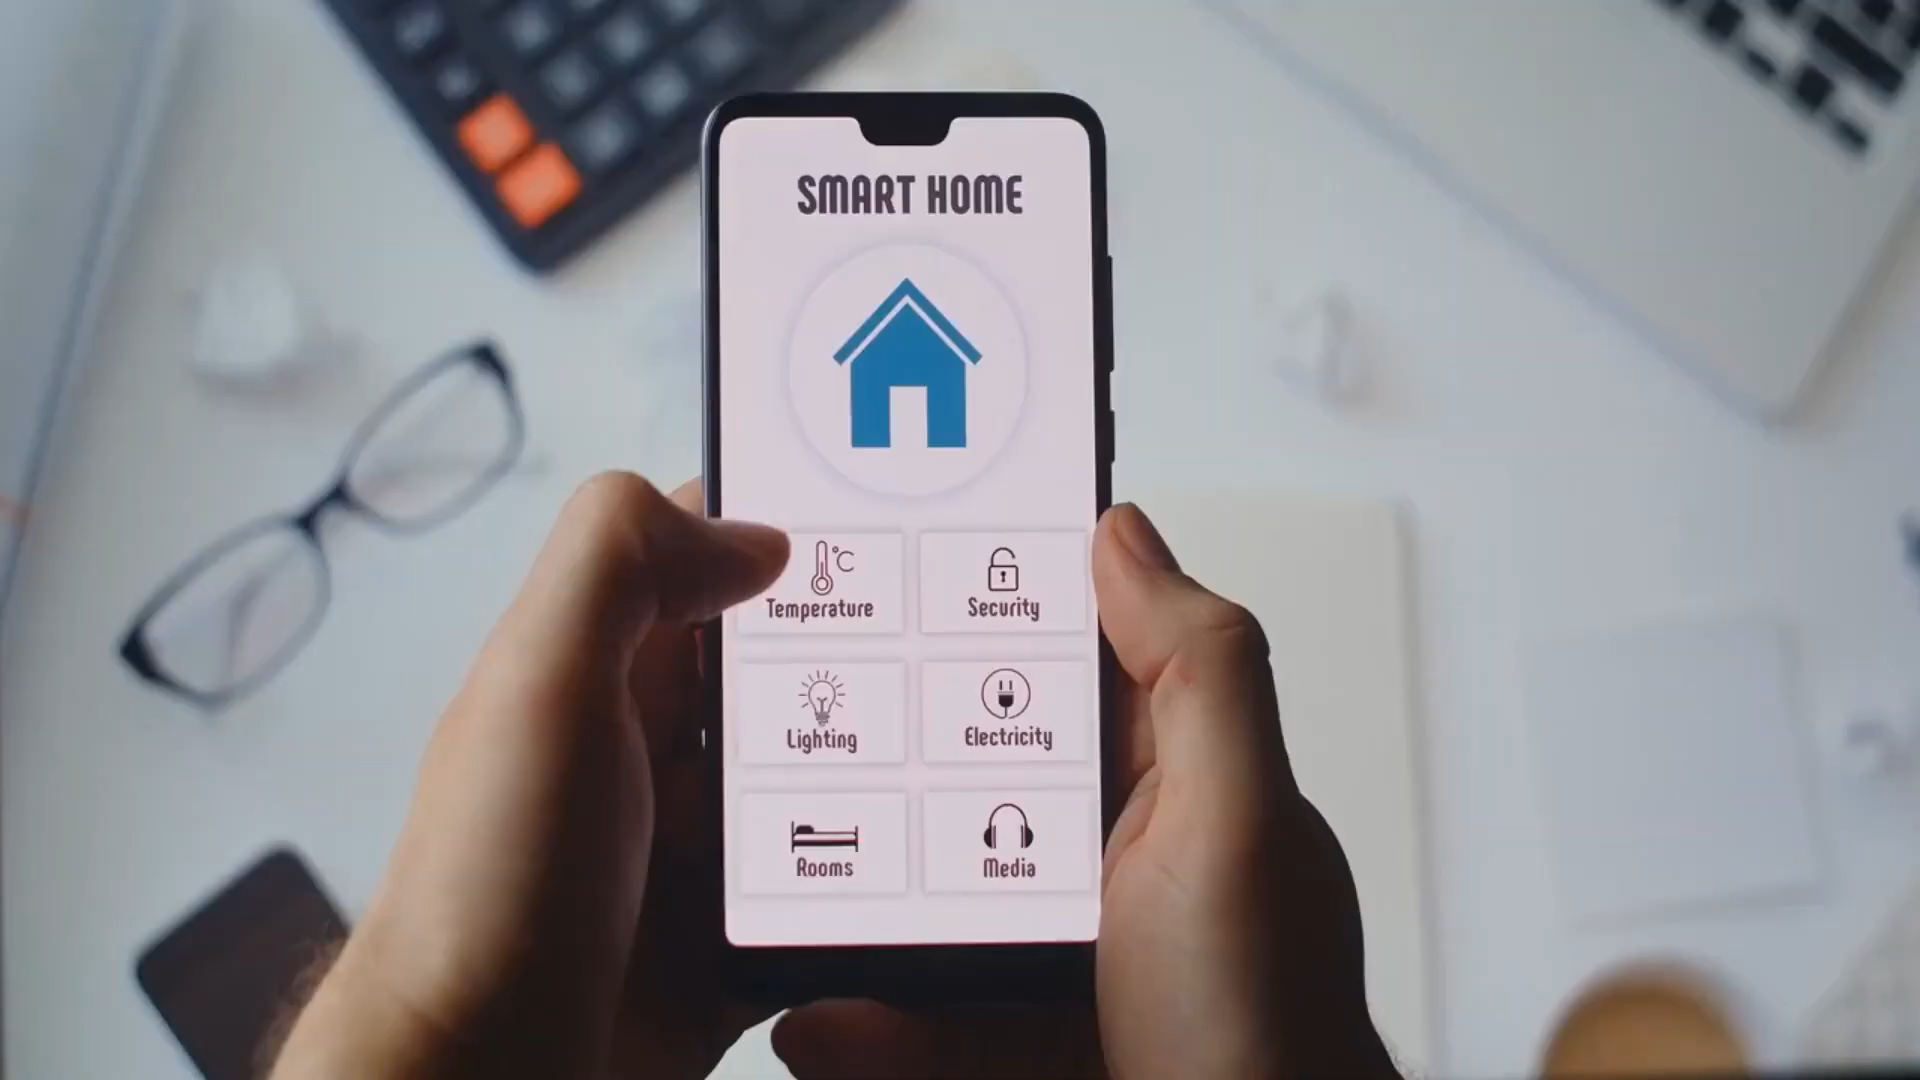 SMART HOME
°C
Temperature
Security
Lighting
Electricity
Rooms
Media